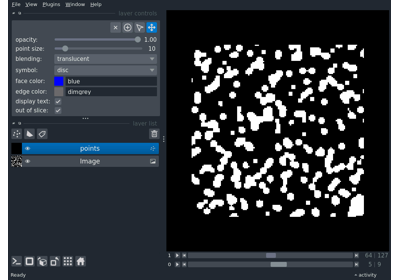 File View Plugins Window Help
layer controls
opacity: 1.00
point size: 10
blending: translucent
symbol: disc
face color: blue
edge color: dimgrey
display text:
out of slice:
layer list
points
Image
1 64 127
0 5 9
Ready
activity